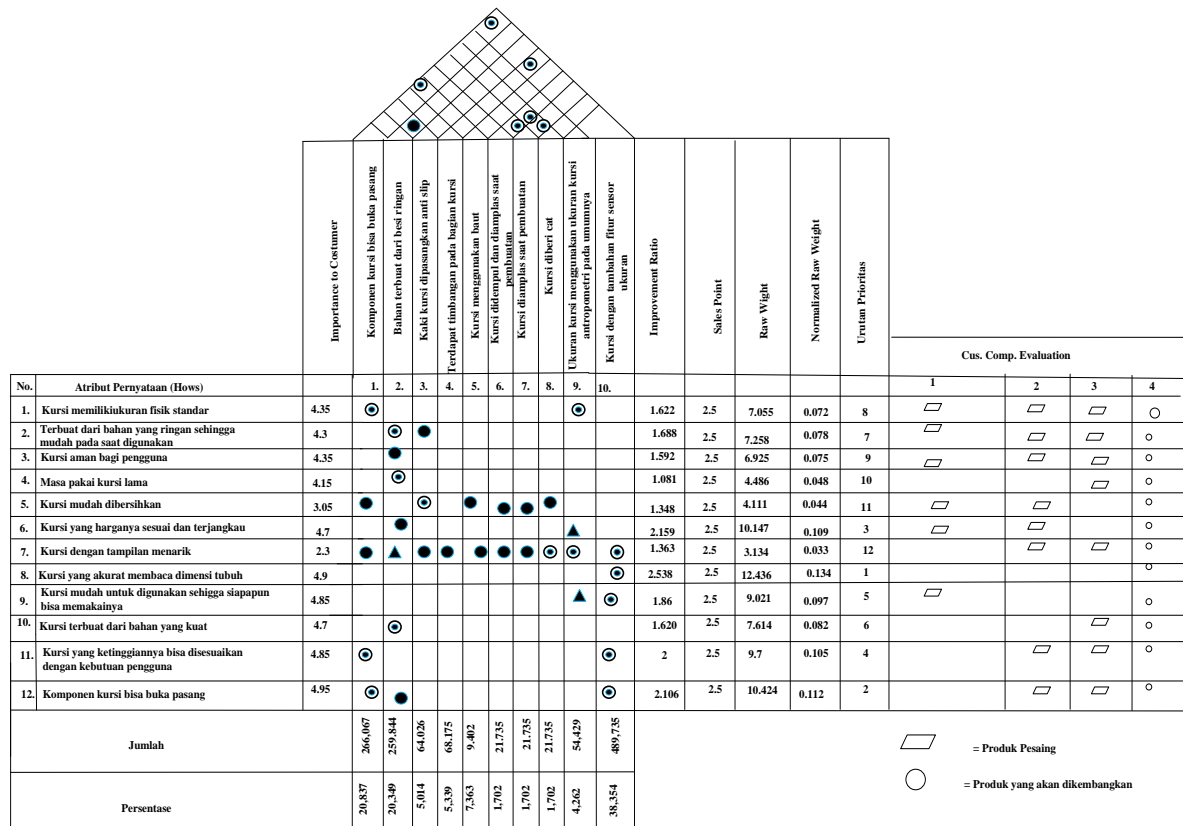 Importance to Costumer
Komponen kursi bisa buka pasang
Bahan terbuat dari besi ringan
Kaki kursi dipasangkan anti slip
Terdapat timbangan pada bagian kursi
Kursi menggunakan baut
Kursi didempul dan diamplas saat
pembuatan
Kursi diamplas saat pembuatan
Kursi diberi cat
Ukuran kursi menggunakan ukuran kursi
antropometri pada umumnya
Kursi dengan tambahan fitur sensor
ukuran
Improvement Ratio
Sales Point
Raw Wight
Normalized Raw Weight
Urutan Prioritas
Cus. Comp. Evaluation
No. Atribut Pernyataan (Hows) 1. 2. 3. 4. 5. 6. 7. 8. 9. 10. 1 2 3 4
1. Kursi memilikiukuran fisik standar 4.35 1.622 2.5 7.055 0.072 8
2. Terbuat dari bahan yang ringan sehingga
mudah pada saat digunakan 4.3 1.688 2.5 7.258 0.078 7
3. Kursi aman bagi pengguna 4.35 1.592 2.5 6.925 0.075 9
4. Masa pakai kursi lama 4.15 1.081 2.5 4.486 0.048 10
5. Kursi mudah dibersihkan 3.05 1.348 2.5 4.111 0.044 11
6. Kursi yang harganya sesuai dan terjangkau 4.7 2.159 2.5 10.147 0.109 3
7. Kursi dengan tampilan menarik 2.3 1.363 2.5 3.134 0.033 12
8. Kursi yang akurat membaca dimensi tubuh 4.9 2.538 2.5 12.436 0.134 1
9. Kursi mudah untuk digunakan sehigga siapapun
bisa memakainya 4.85 1.86 2.5 9.021 0.097 5
10. Kursi terbuat dari bahan yang kuat 4.7 1.620 2.5 7.614 0.082 6
11. Kursi yang ketinggiannya bisa disesuaikan
dengan kebutuan pengguna 4.85 2 2.5 9.7 0.105 4
12. Komponen kursi bisa buka pasang 4.95 2.106 2.5 10.424 0.112 2
Jumlah 266,067 259.844 64.026 68.175 9.402 21.735 21.735 21.735 54,429 489,735
Persentase 20,837 20,349 5,014 5,339 7,363 1,702 1,702 1,702 4,262 38,354
= Produk Pesaing
= Produk yang akan dikembangkan